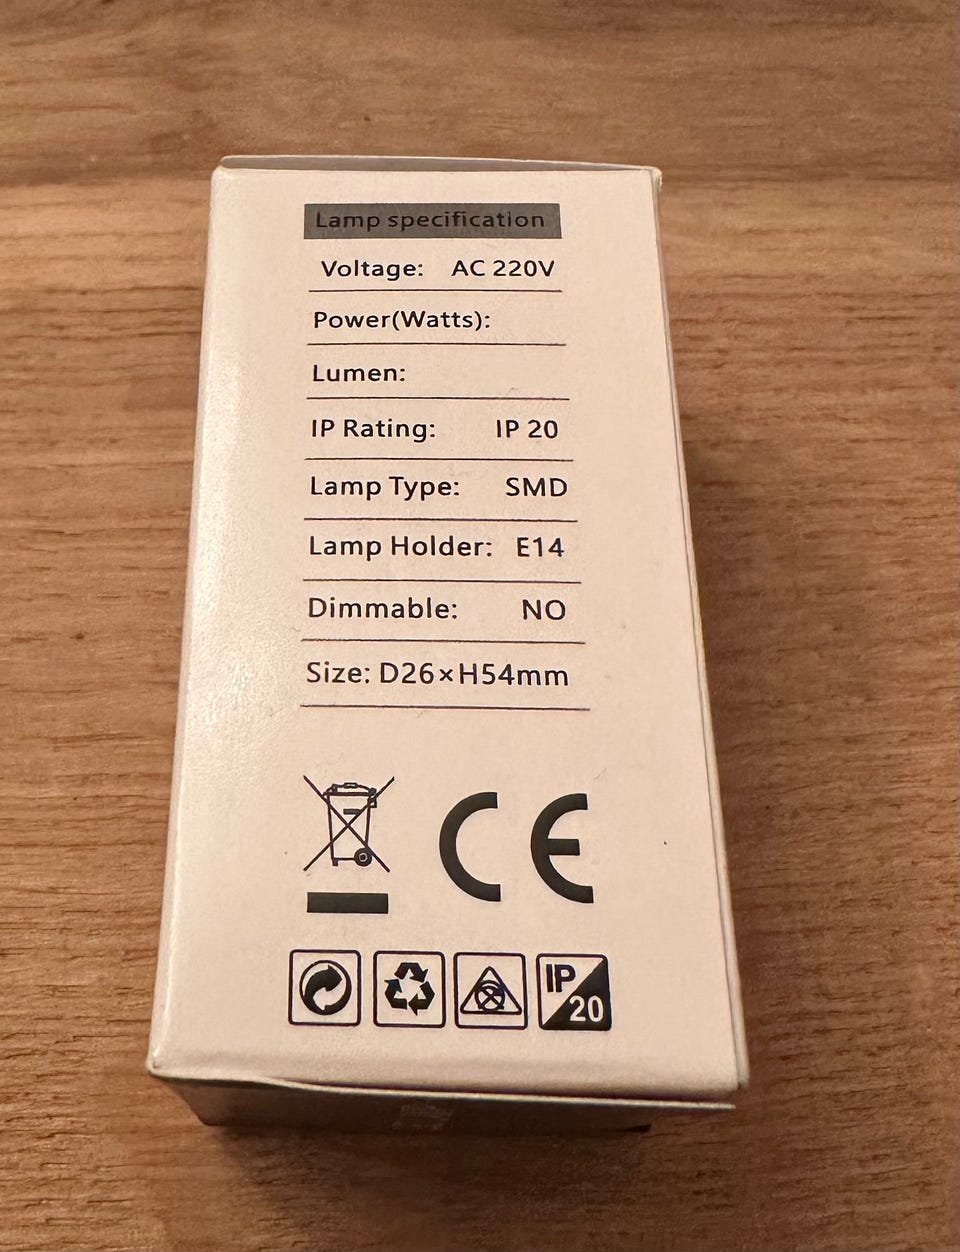 Lamp specification
Voltage: AC 220V
Power(Watts):
Lumen:
IP Rating: IP 20
Lamp Type: SMD
Lamp Holder: E14
Dimmable: NO
Size: D26×H54mm
CE
IP
20